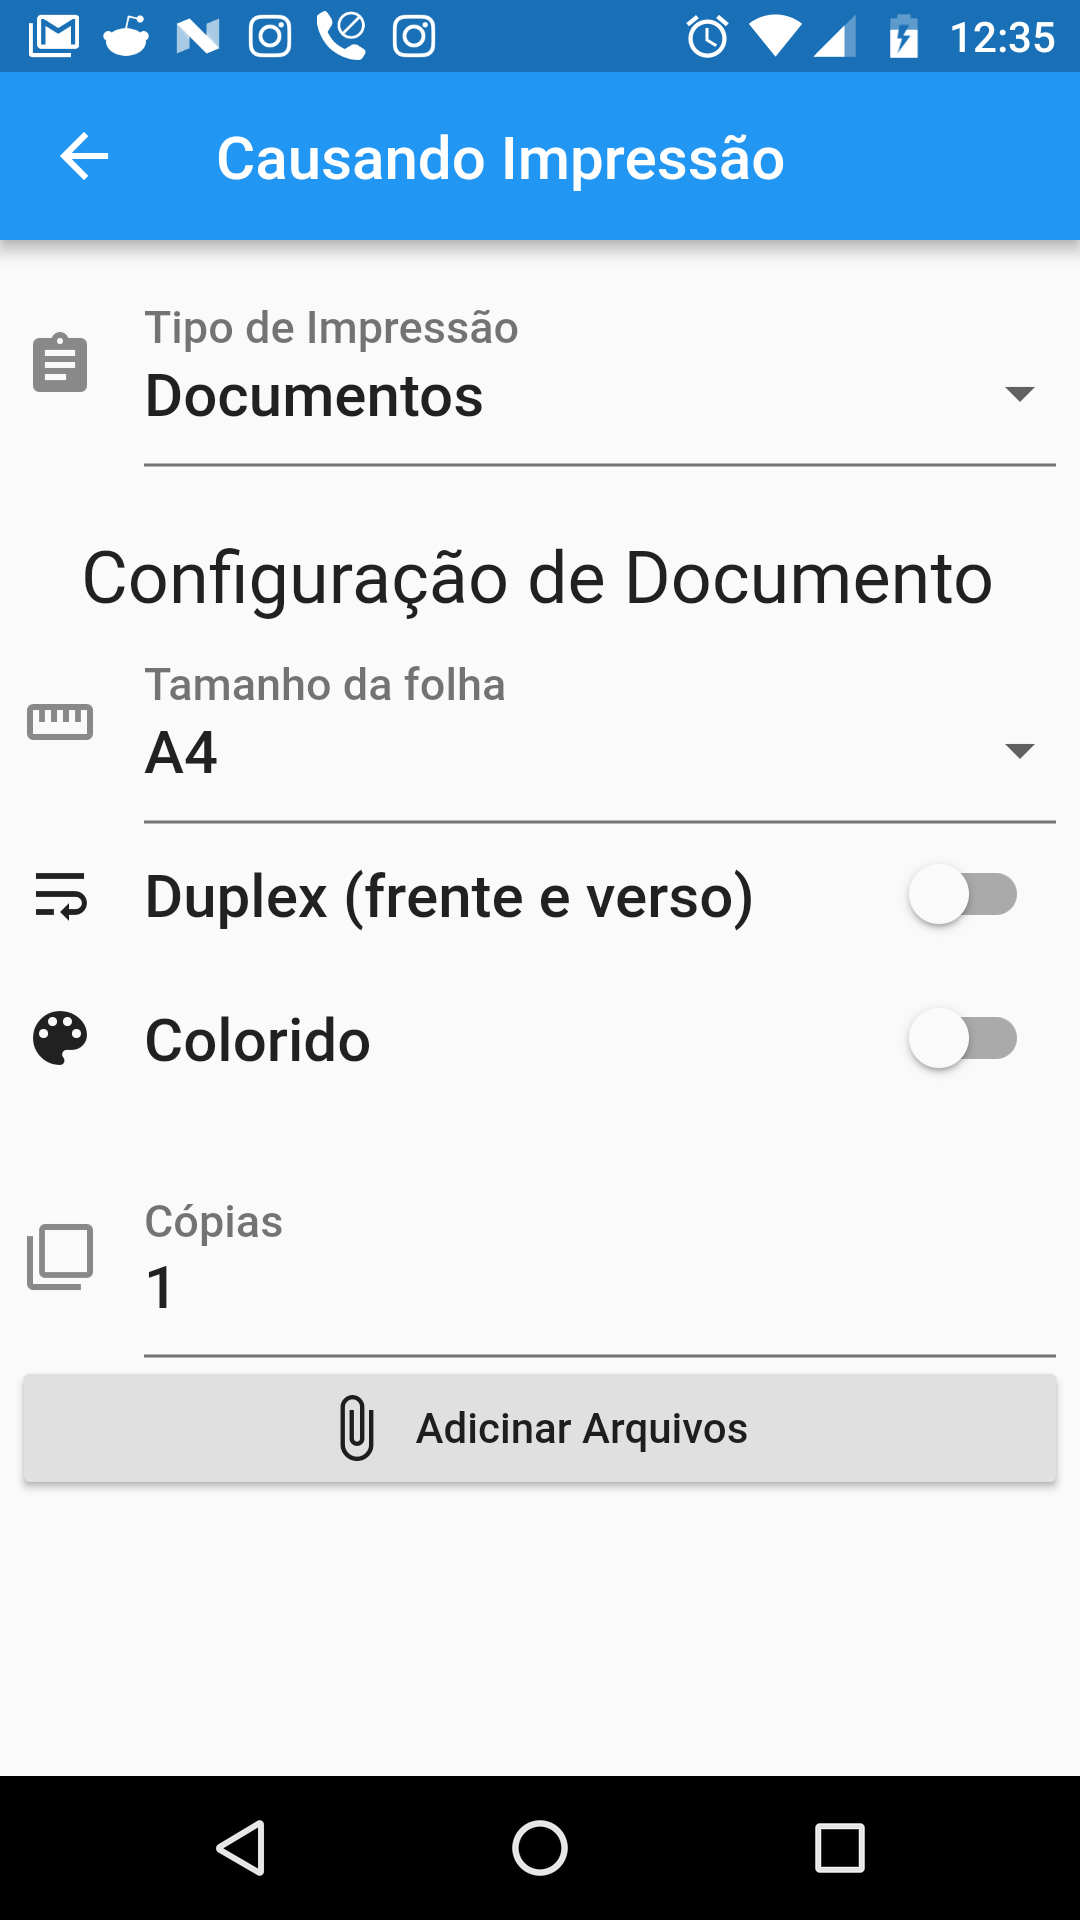 12:35
Causando Impressão
Tipo de Impressão
Documentos
Configuração de Documento
Tamanho da folha
A4
Duplex (frente e verso)
Colorido
Cópias
1
Adicinar Arquivos